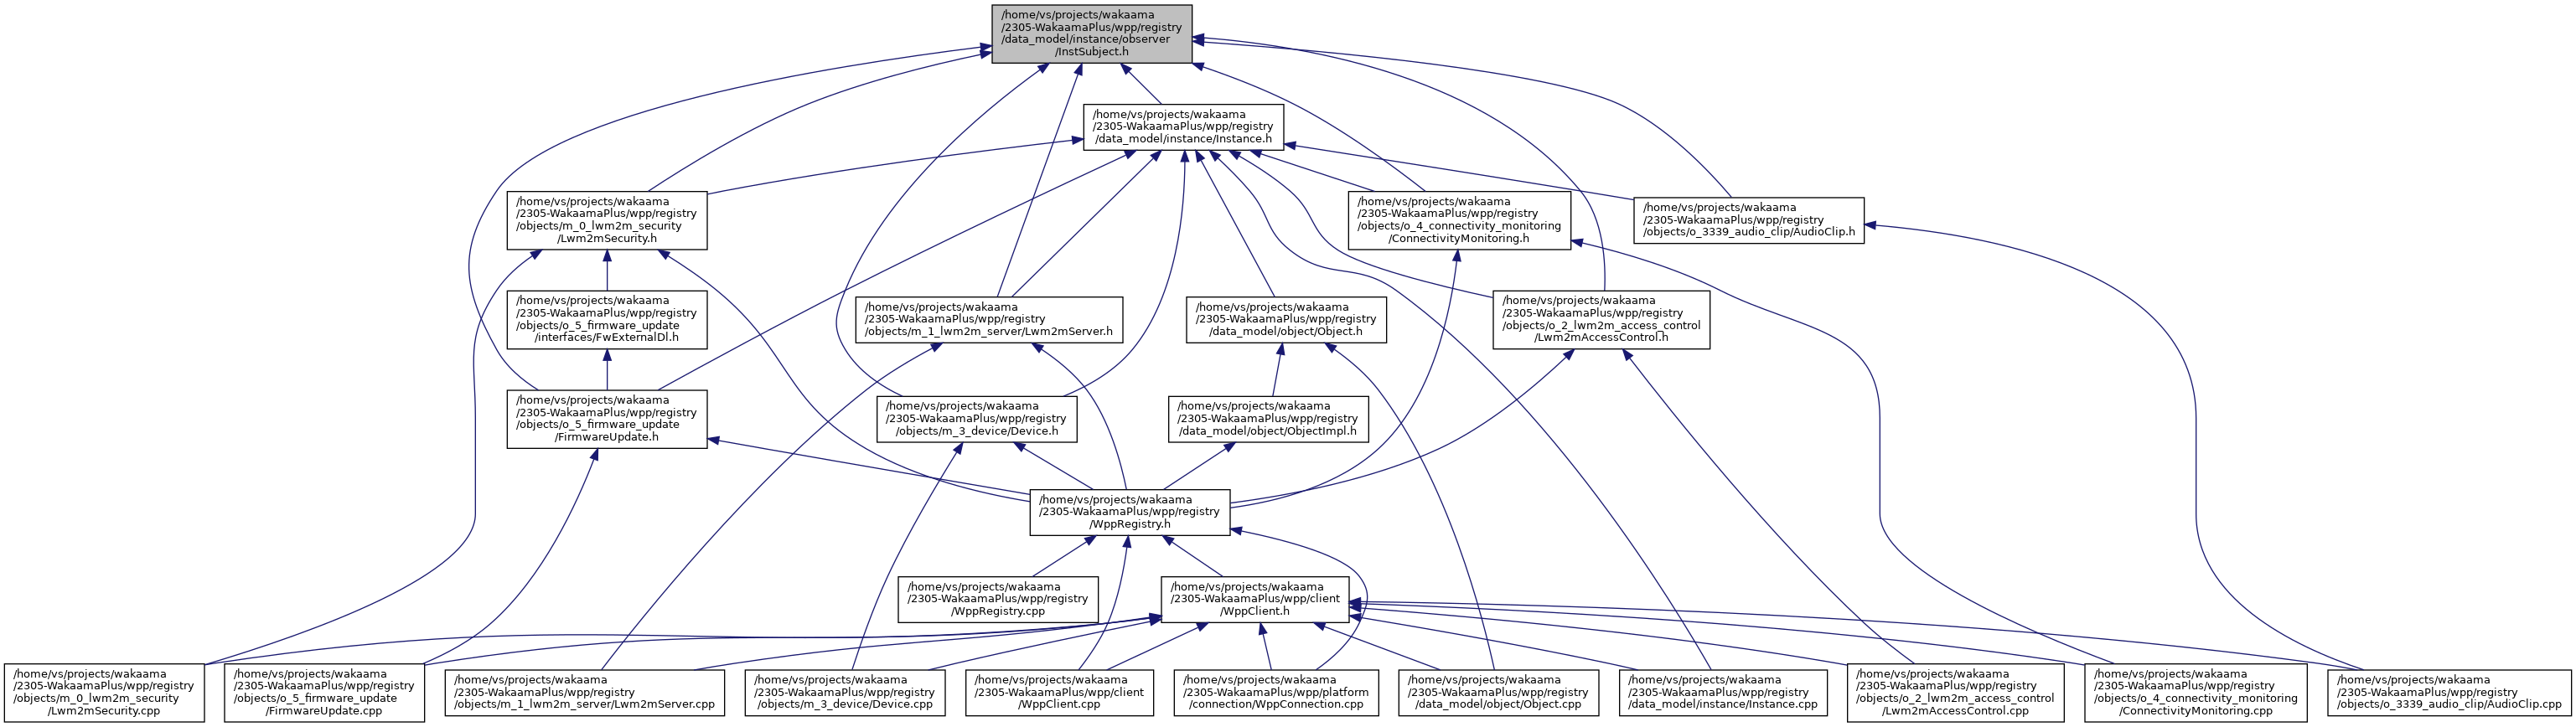 /home/vs/projects/wakaama
/2305-WakaamaPlus/wpp/registry
/data_model/instance/observer
/InstSubject.h
/home/vs/projects/wakaama
/2305-WakaamaPlus/wpp/registry
/data_model/instance/Instance.h
/home/vs/projects/wakaama
/2305-WakaamaPlus/wpp/registry
/objects/m_0_lwm2m_security
/Lwm2mSecurity.h
/home/vs/projects/wakaama
/2305-WakaamaPlus/wpp/registry
/objects/o_4_connectivity_monitoring
/ConnectivityMonitoring.h
/home/vs/projects/wakaama
/2305-WakaamaPlus/wpp/registry
/objects/o_3339_audio_clip/AudioClip.h
/home/vs/projects/wakaama
/2305-WakaamaPlus/wpp/registry
/objects/o_5_firmware_update
/interfaces/FwExternalDl.h
/home/vs/projects/wakaama
/2305-WakaamaPlus/wpp/registry
/objects/m_1_lwm2m_server/Lwm2mServer.h
/home/vs/projects/wakaama
/2305-WakaamaPlus/wpp/registry
/data_model/object/Object.h
/home/vs/projects/wakaama
/2305-WakaamaPlus/wpp/registry
/objects/o_2_lwm2m_access_control
/Lwm2mAccessControl.h
/home/vs/projects/wakaama
/2305-WakaamaPlus/wpp/registry
/objects/o_5_firmware_update
/FirmwareUpdate.h
/home/vs/projects/wakaama
/2305-WakaamaPlus/wpp/registry
/objects/m_3_device/Device.h
/home/vs/projects/wakaama
/2305-WakaamaPlus/wpp/registry
/data_model/object/ObjectImpl.h
/home/vs/projects/wakaama
/2305-WakaamaPlus/wpp/registry
/WppRegistry.h
/home/vs/projects/wakaama
/2305-WakaamaPlus/wpp/registry
/WppRegistry.cpp
/home/vs/projects/wakaama
/2305-WakaamaPlus/wpp/client
/WppClient.h
/home/vs/projects/wakaama
/2305-WakaamaPlus/wpp/registry
/objects/m_0_lwm2m_security
/Lwm2mSecurity.cpp
/home/vs/projects/wakaama
/2305-WakaamaPlus/wpp/registry
/objects/o_5_firmware_update
/FirmwareUpdate.cpp
/home/vs/projects/wakaama
/2305-WakaamaPlus/wpp/registry
/objects/m_1_lwm2m_server/Lwm2mServer.cpp
/home/vs/projects/wakaama
/2305-WakaamaPlus/wpp/registry
/objects/m_3_device/Device.cpp
/home/vs/projects/wakaama
/2305-WakaamaPlus/wpp/client
/WppClient.cpp
/home/vs/projects/wakaama
/2305-WakaamaPlus/wpp/platform
/connection/WppConnection.cpp
/home/vs/projects/wakaama
/2305-WakaamaPlus/wpp/registry
/data_model/object/Object.cpp
/home/vs/projects/wakaama
/2305-WakaamaPlus/wpp/registry
/data_model/instance/Instance.cpp
/home/vs/projects/wakaama
/2305-WakaamaPlus/wpp/registry
/objects/o_2_lwm2m_access_control
/Lwm2mAccessControl.cpp
/home/vs/projects/wakaama
/2305-WakaamaPlus/wpp/registry
/objects/o_4_connectivity_monitoring
/ConnectivityMonitoring.cpp
/home/vs/projects/wakaama
/2305-WakaamaPlus/wpp/registry
/objects/o_3339_audio_clip/AudioClip.cpp